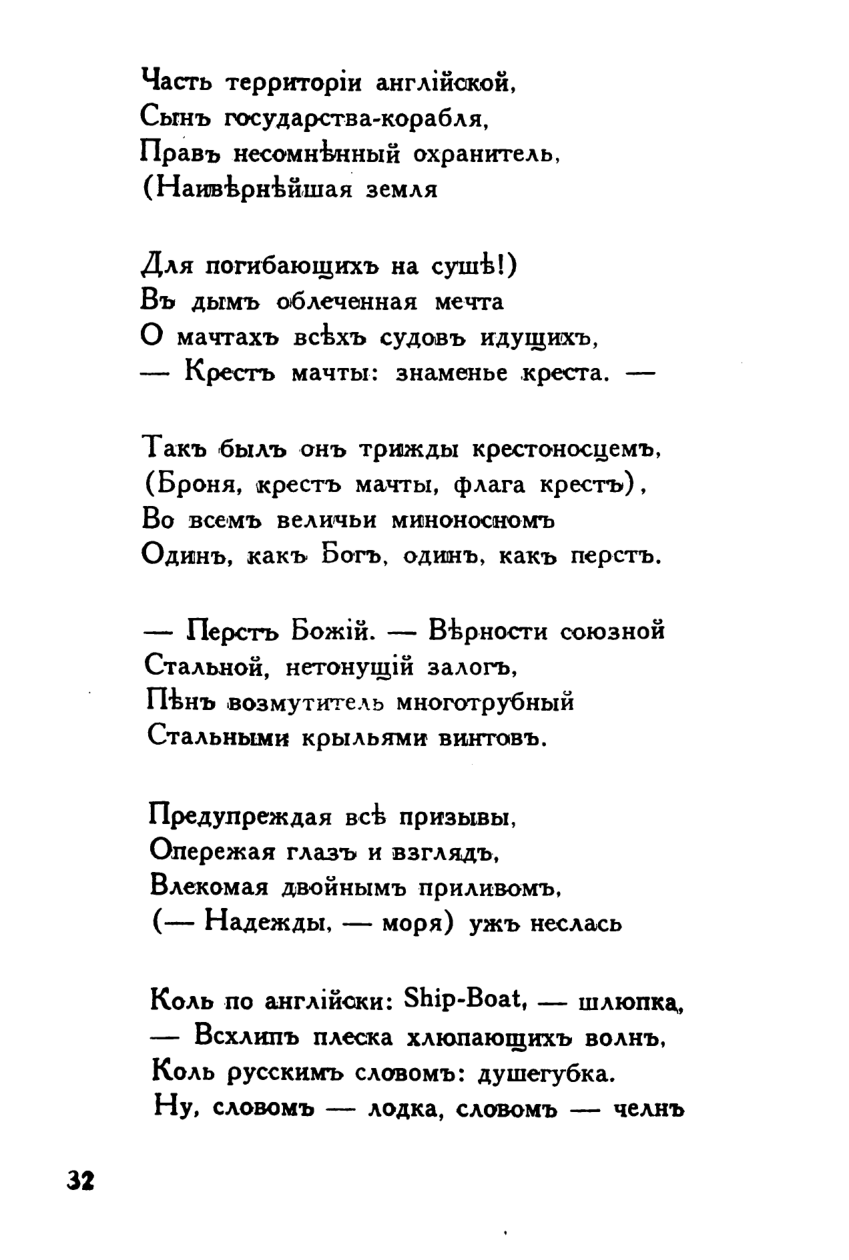 Часть территоріи англійской,
Сынъ государства-корабля,
Правъ несомнѣнный охранитель,
(Наивѣрнѣйшая земля
Для погибающихъ на сушѣ!)
Въ дымъ облеченная мечта
О мачтахъ всѣхъ судовъ идущихъ,
— Крестъ мачты: знаменье креста. —
Такъ былъ онъ трижды крестоносцемъ,
(Броня, крестъ мачты, флага крестъ),
Во всемъ величьи миноносномъ
Одинъ, какъ Богъ, одинъ, какъ перстъ.
— Перстъ Божій. — Вѣрности союзной
Стальной, нетонущій залогъ,
Пѣнъ возмутитель многотрубный
Стальными крыльями винтовъ.
Предупреждая всѣ призывы,
Опережая глазъ и взглядъ,
Влекомая двойнымъ приливомъ,
(— Надежды, — моря) ужъ неслась
Коль по англійски: Ship-Boat, — шлюпка,
— Всхлипъ плеска хлюпающихъ волнъ,
Коль русскимъ словомъ: душегубка.
Ну, словомъ — лодка, словомъ — челнъ
32